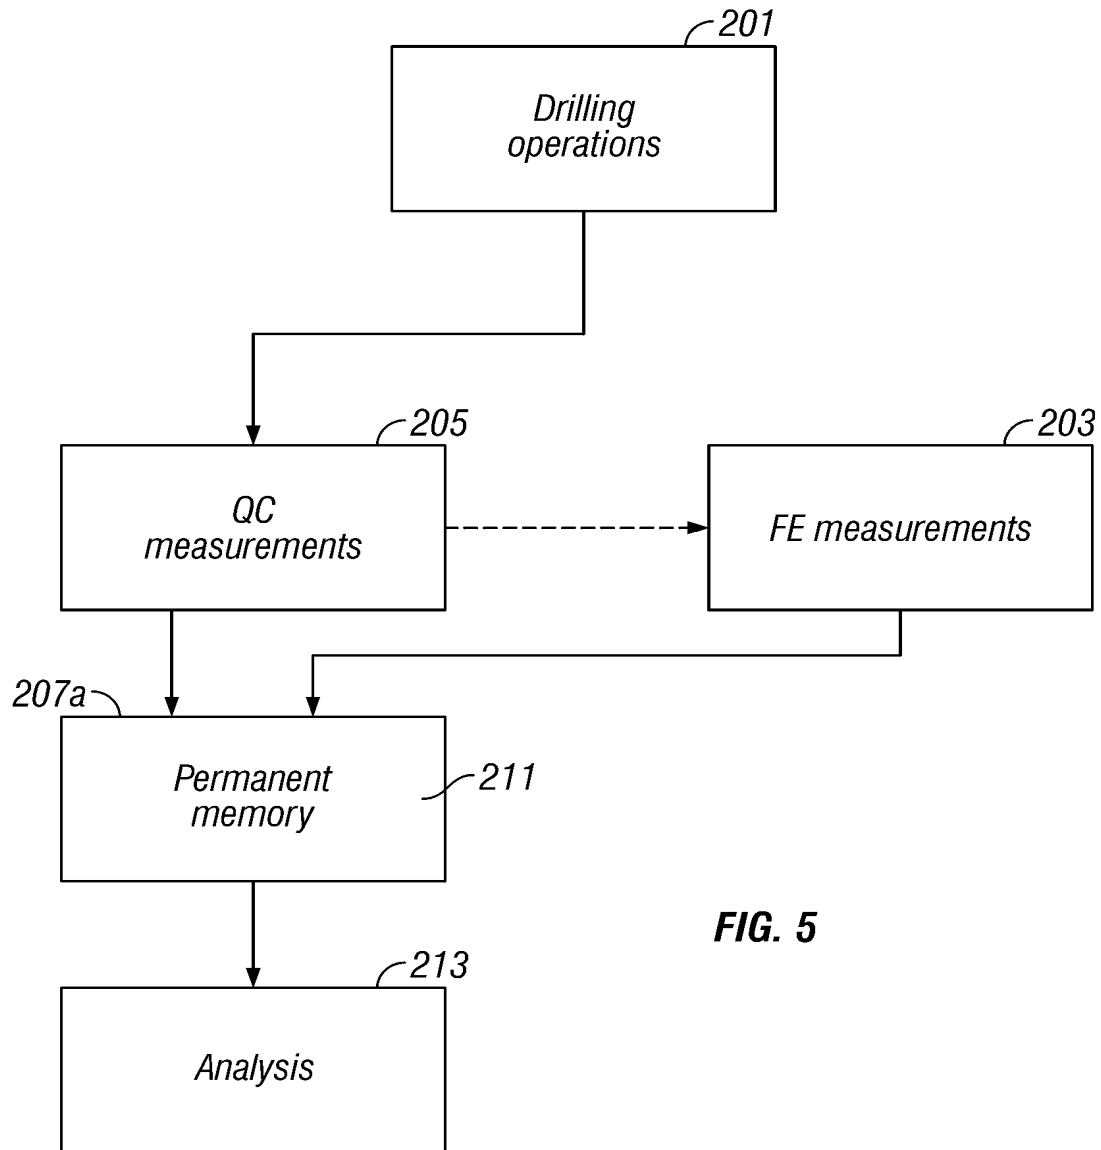 201
Drilling
operations
205
203
QC
measurements
FE measurements
207a
Permanent
memory
211
FIG. 5
213
Analysis